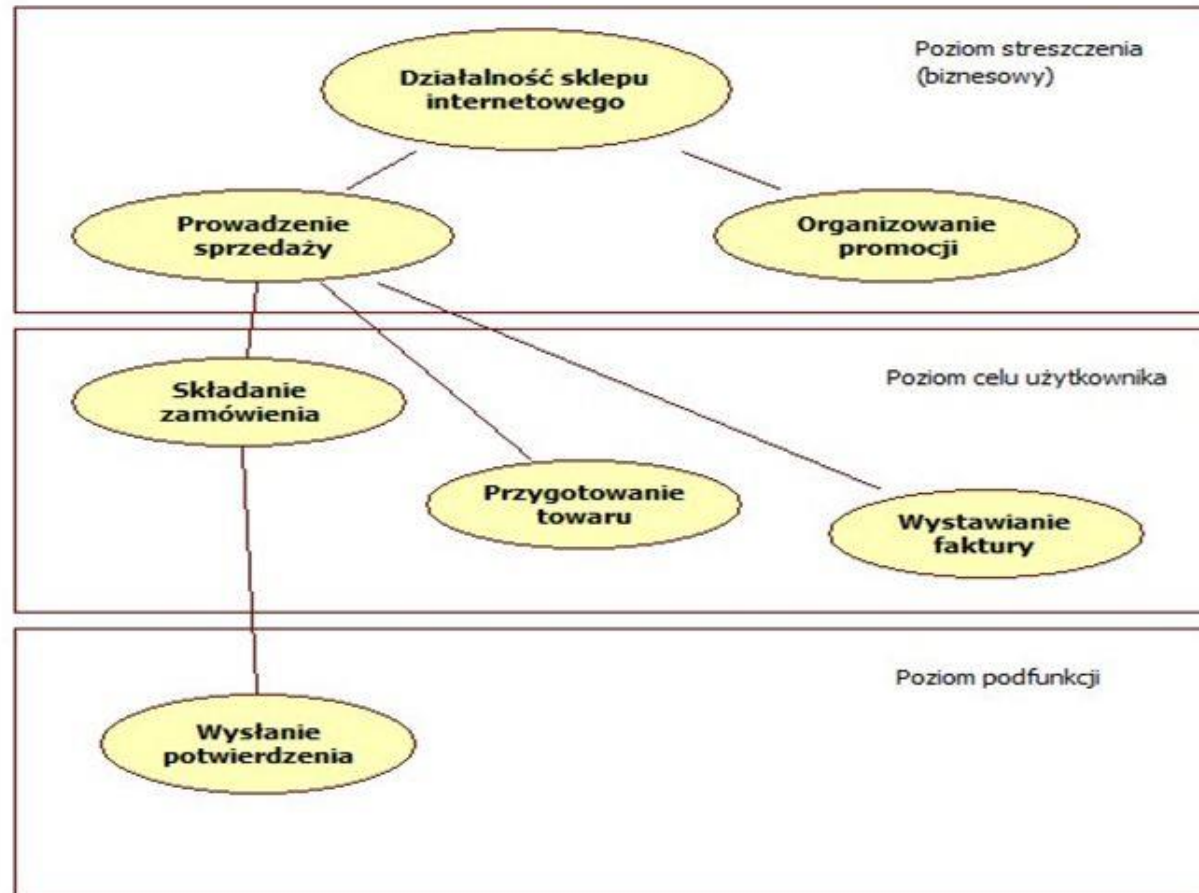 Poziom streszczenia
(biznesowy)
Działalność sklepu
internetowego
Prowadzenie
sprzedaży
Organizowanie
promocji
Poziom celu użytkownika
Składanie
zamówienia
Przygotowanie
towaru
Wystawianie
faktury
Poziom podfunkcji
Wysłanie
potwierdzenia